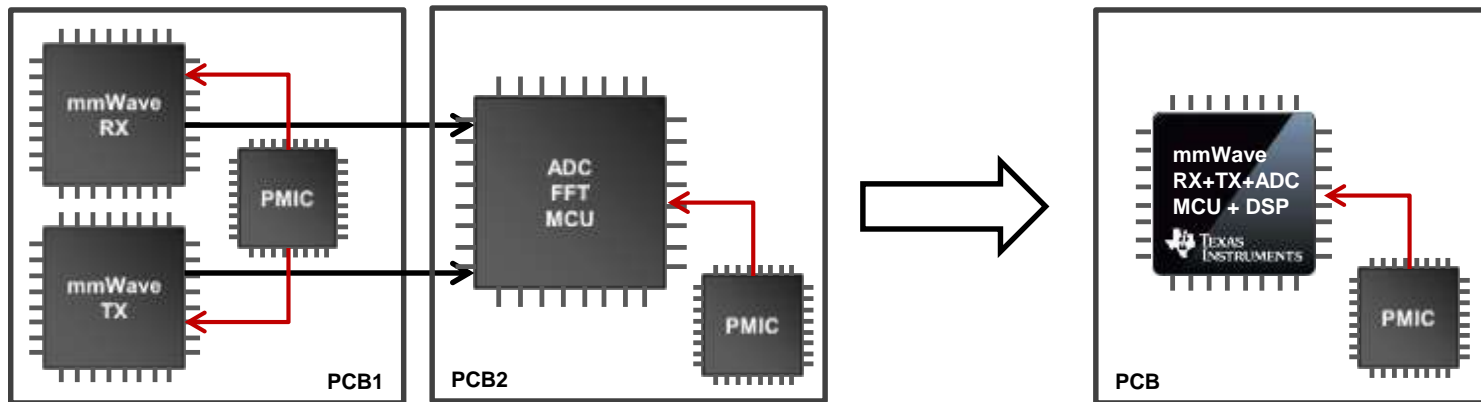 mmWave
RX
PMIC
mmWave
TX
PCB1
ADC
FFT
MCU
PMIC
PCB2
mmWave
RX+TX+ADC
MCU + DSP
TEXAS
INSTRUMENTS
PMIC
PCB